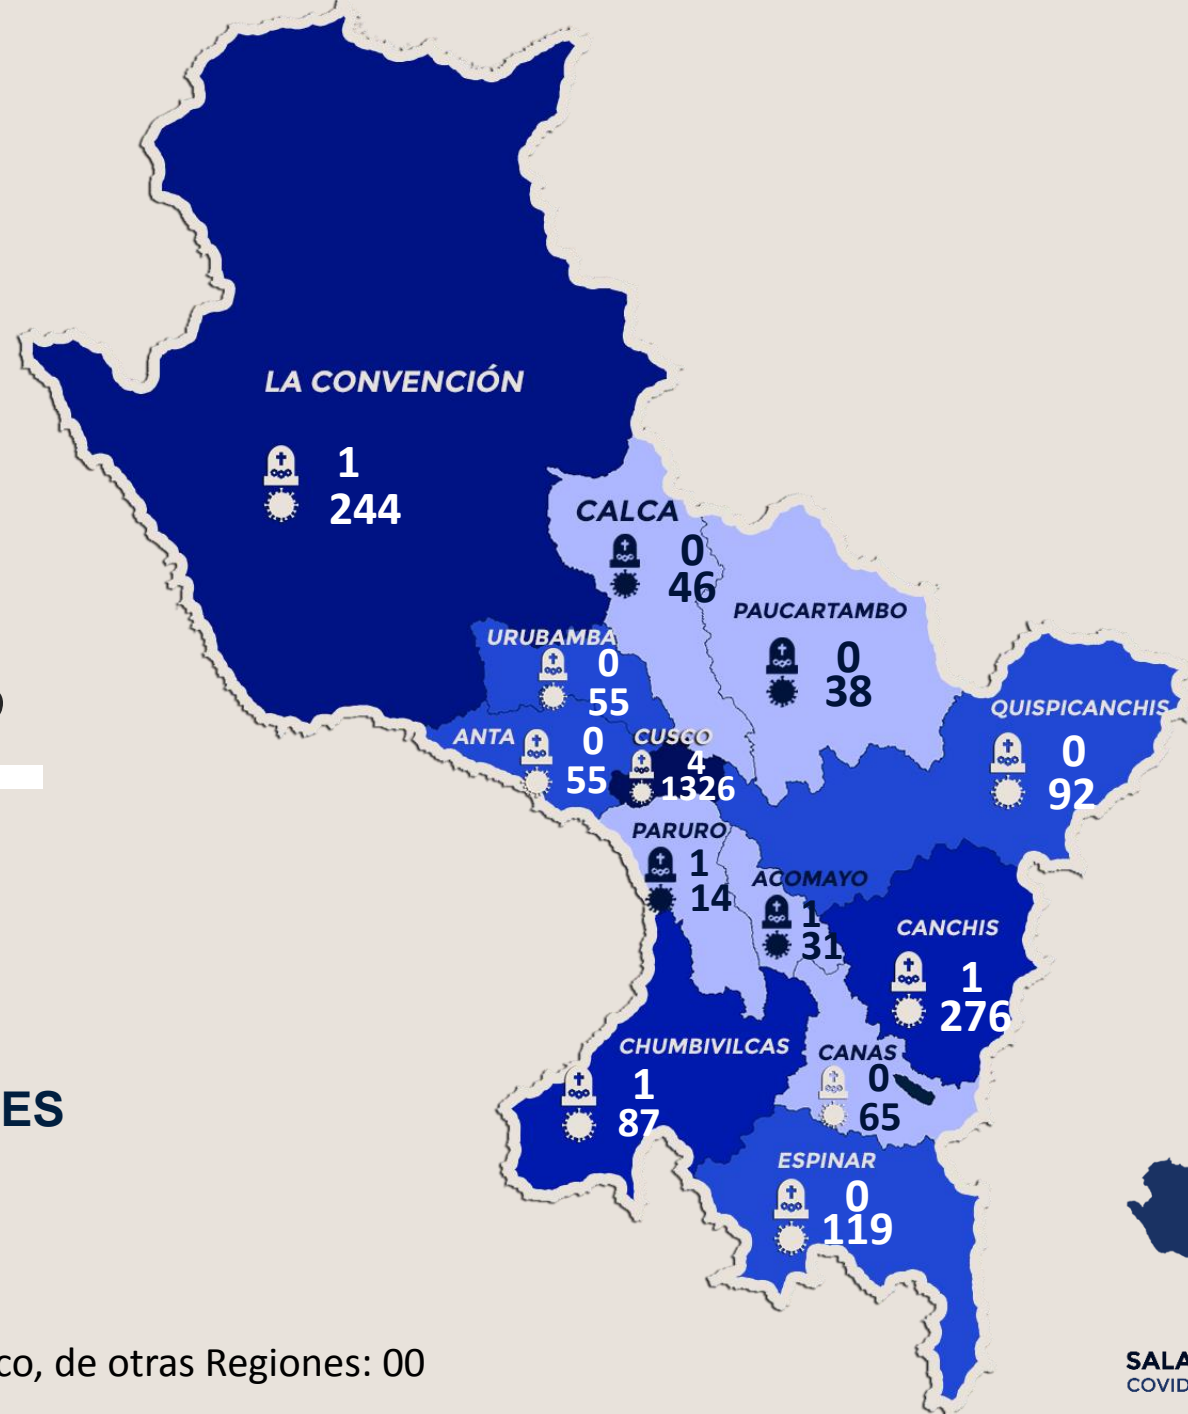 LA CONVENCIÓN
1
244
CALCA
0
46
PAUCARTAMBO
0
38
URUBAMBA
0
55
QUISPICANCHIS
0
92
ANTA
0
55
CUSCO
4
1326
PARURO
1
14
ACOMAYO
1
31
CANCHIS
1
276
CHUMBIVILCAS
1
87
CANAS
0
65
ES
ESPINAR
0
119
co, de otras Regiones: 00
SALA
COVID